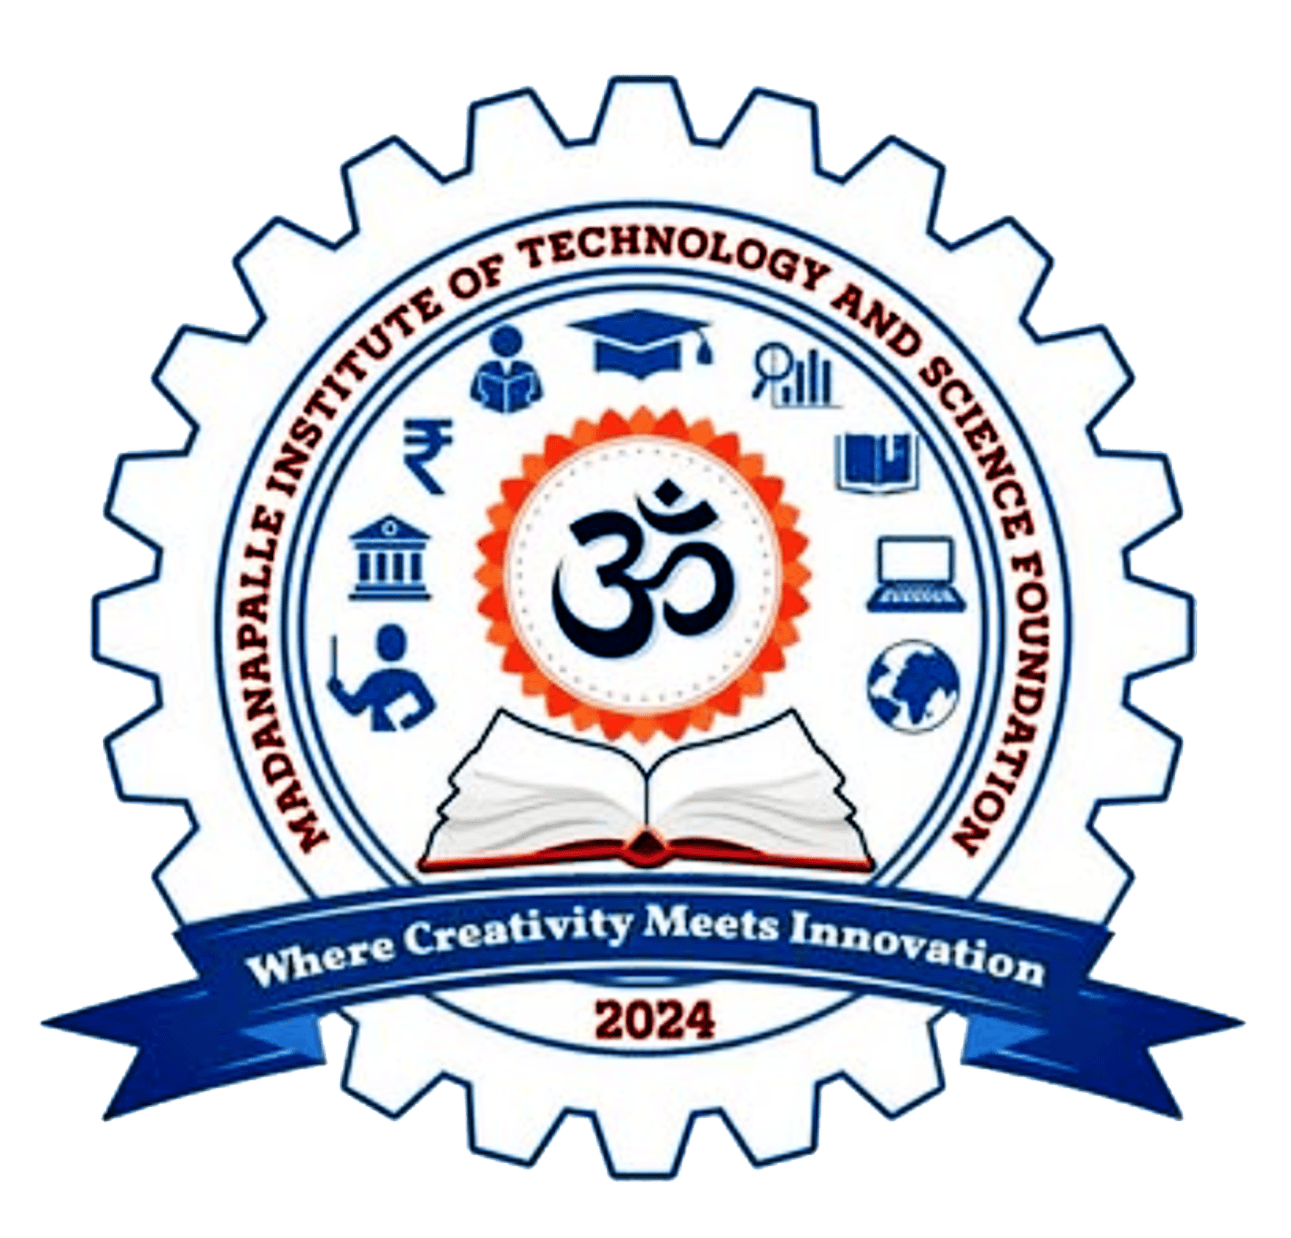 MADANAPALLE INSTITUTE OF TECHNOLOGY AND SCIENCE FOUNDATION
₹
ॐ
Where Creativity Meets Innovation
2024